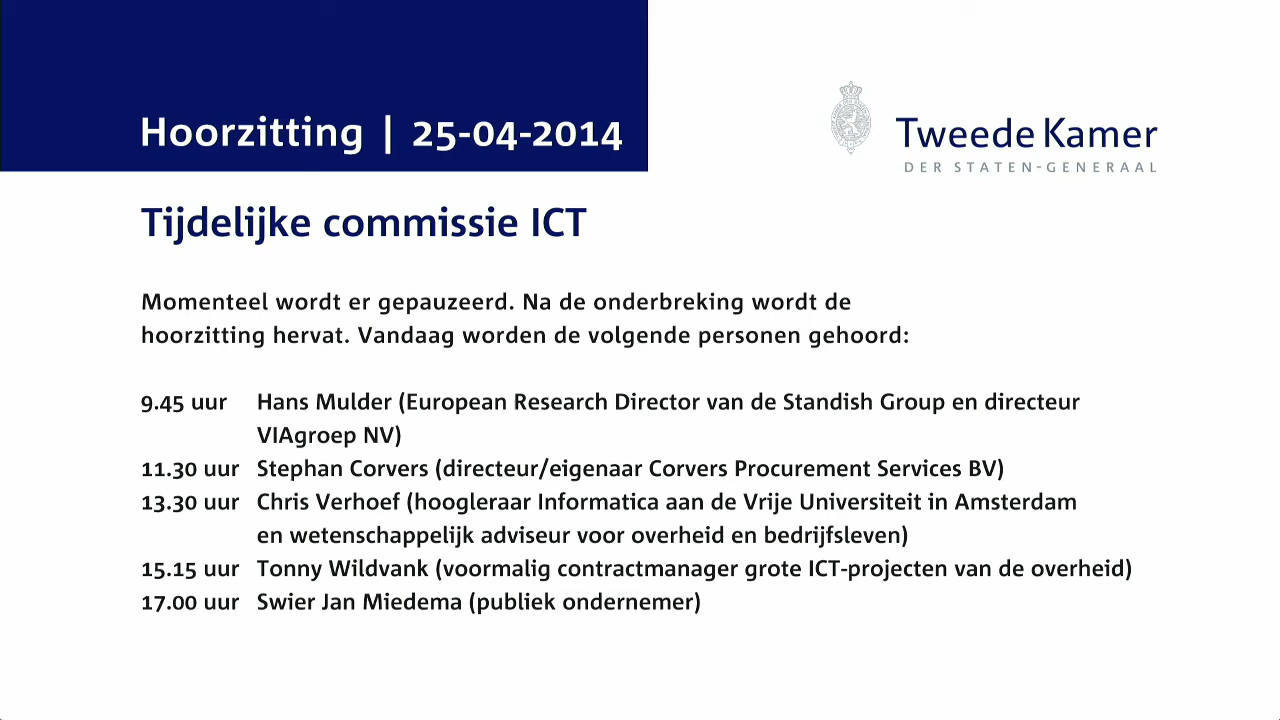 Hoorzitting | 25-04-2014
Tweede Kamer
DER STATEN-GENERAAL
Tijdelijke commissie ICT
Momenteel wordt er gepauzeerd. Na de onderbreking wordt de
hoorzitting hervat. Vandaag worden de volgende personen gehoord:
9.45 uur Hans Mulder (European Research Director van de Standish Group en directeur
VIAgroep NV)
11.30 uur Stephan Corvers (directeur/eigenaar Corvers Procurement Services BV)
13.30 uur Chris Verhoef (hoogleraar Informatica aan de Vrije Universiteit in Amsterdam
en wetenschappelijk adviseur voor overheid en bedrijfsleven)
15.15 uur Tonny Wildvank (voormalig contractmanager grote ICT-projecten van de overheid)
17.00 uur Swier Jan Miedema (publiek ondernemer)